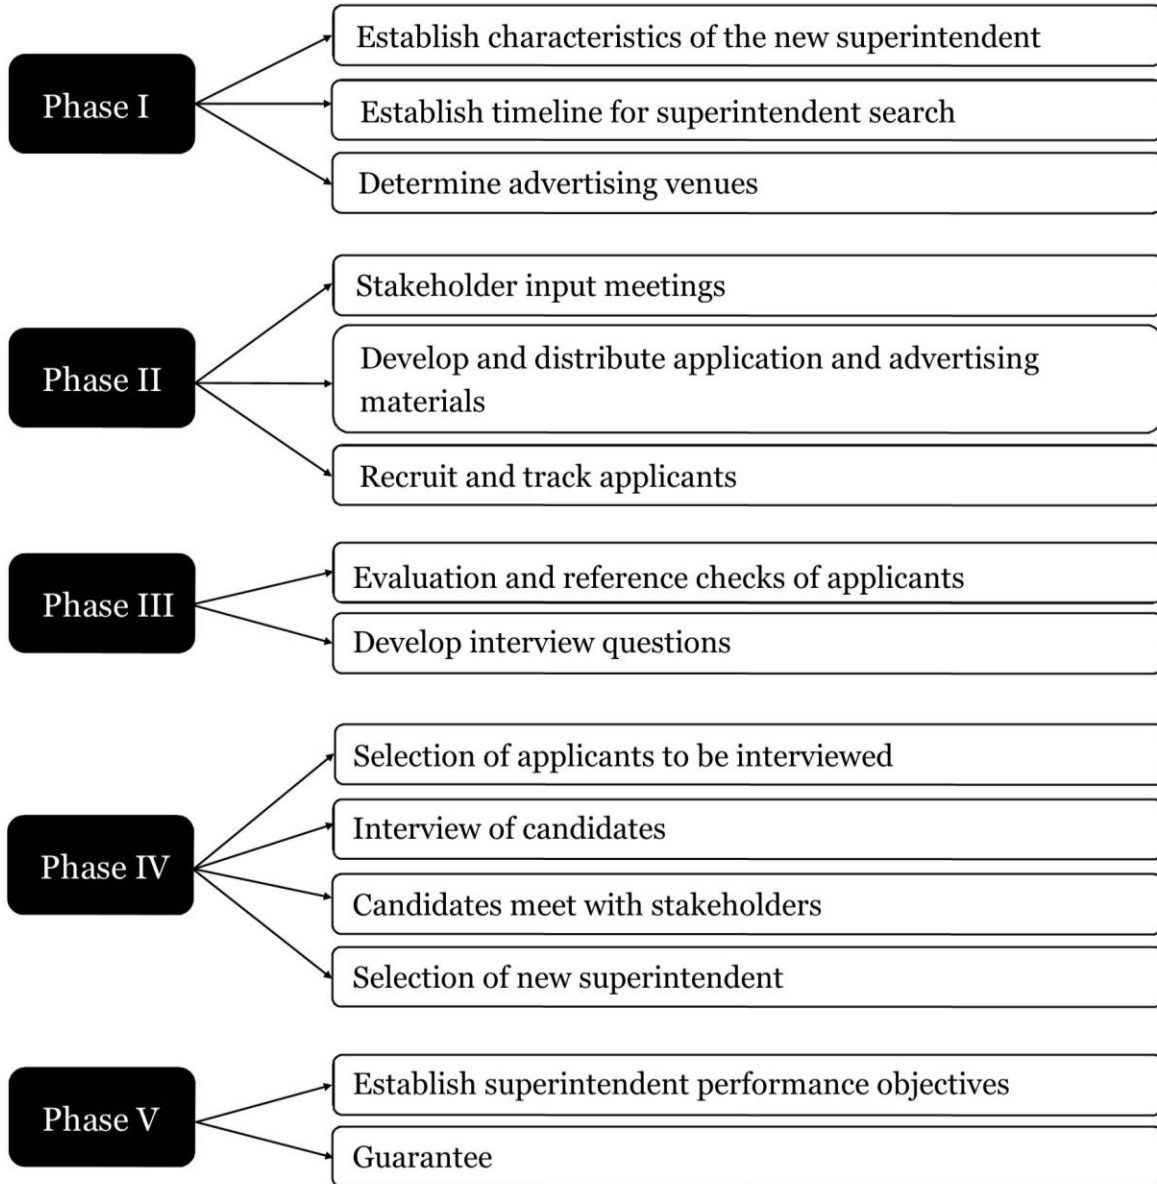 Phase I
Establish characteristics of the new superintendent
Establish timeline for superintendent search
Determine advertising venues
Phase II
Stakeholder input meetings
Develop and distribute application and advertising
materials
Recruit and track applicants
Phase III
Evaluation and reference checks of applicants
Develop interview questions
Phase IV
Selection of applicants to be interviewed
Interview of candidates
Candidates meet with stakeholders
Selection of new superintendent
Phase V
Establish superintendent performance objectives
Guarantee